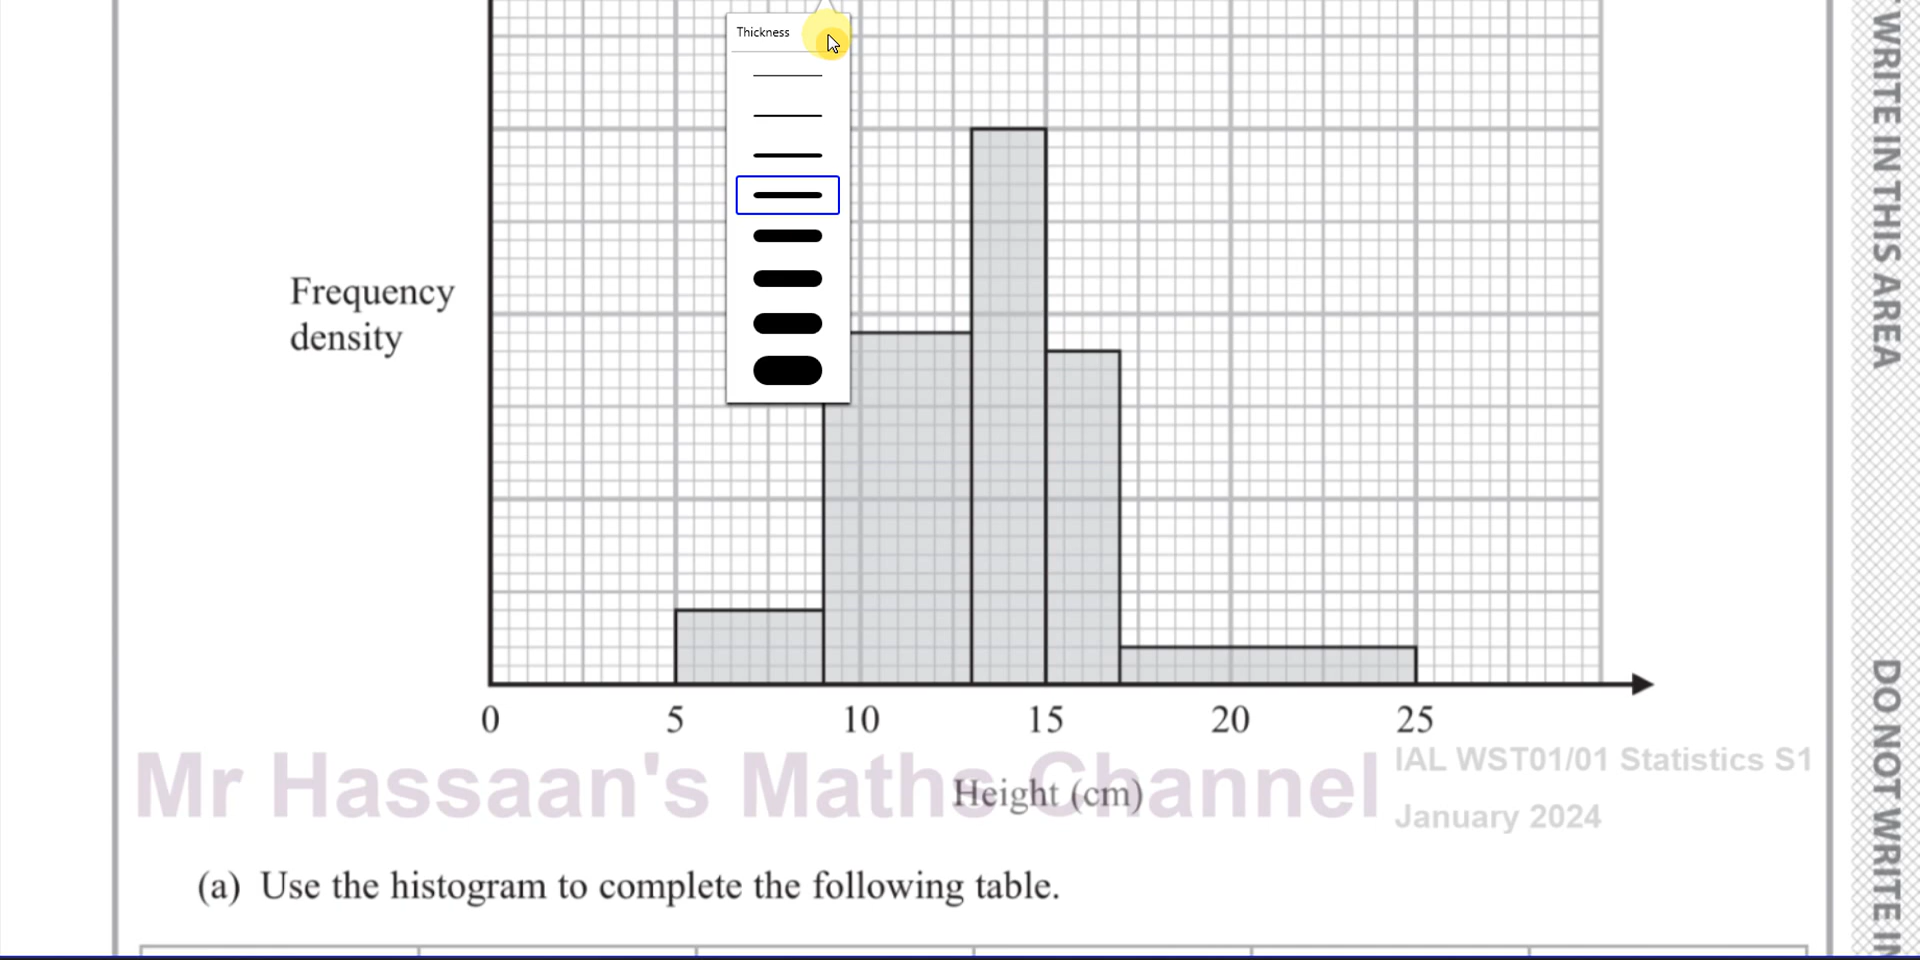 Thickness
Frequency
density
0 5 10 15 20 25
Height (cm)
Mr Hassaan's Maths Channel
IAL WST01/01 Statistics S1
January 2024
(a) Use the histogram to complete the following table.
WRITE IN THIS AREA
DO NOT WRITE IN